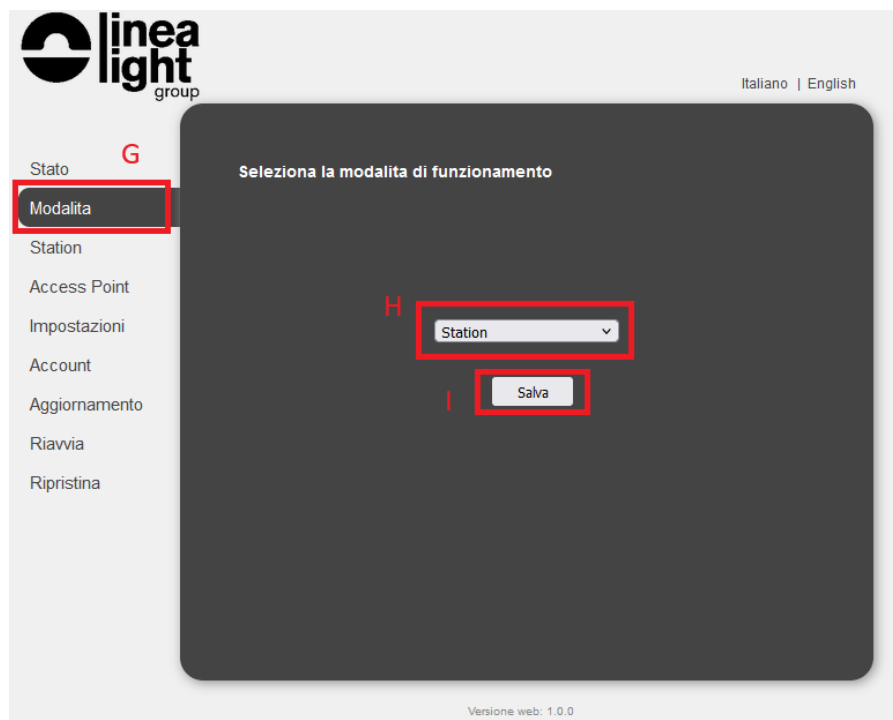 linea
light
group
Italiano | English
G
Stato
Seleziona la modalita di funzionamento
Modalita
Station
Access Point
H
Impostazioni
Station
Account
I
Salva
Aggiornamento
Riavvia
Ripristina
Versione web: 1.0.0